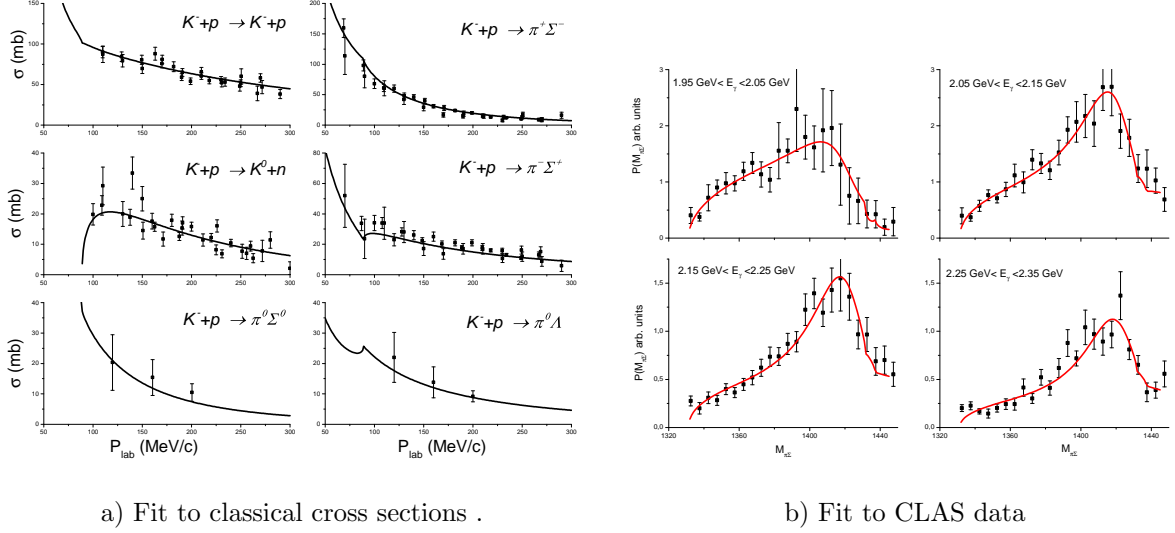 K⁻+p → K⁻+p
K⁻+p → π⁺Σ⁻
σ (mb)
150
100
50
0
200
150
100
50
0
50 100 150 200 250 300
50 100 150 200 250 300
K⁻+p → K⁰+n
K⁻+p → π⁻Σ⁺
σ (mb)
40
30
20
10
0
80
60
40
20
0
50 100 150 200 250 300
50 100 150 200 250 300
K⁻+p → π⁰Σ⁰
K⁻+p → π⁰Λ
σ (mb)
40
30
20
10
0
50
40
30
20
10
0
50 100 150 200 250 300
50 100 150 200 250 300
P_lab (MeV/c)
P_lab (MeV/c)
a) Fit to classical cross sections .
1.95 GeV< E_γ <2.05 GeV
2.05 GeV< E_γ <2.15 GeV
P(M_πΣ) arb. units
3
2
1
0
3
2
1
0
2.15 GeV< E_γ <2.25 GeV
2.25 GeV< E_γ <2.35 GeV
P(M_πΣ) arb. units
1,5
1,0
0,5
0,0
1,5
1,0
0,5
0,0
1320 1360 1400 1440
1320 1360 1400 1440
M_πΣ
M_πΣ
b) Fit to CLAS data